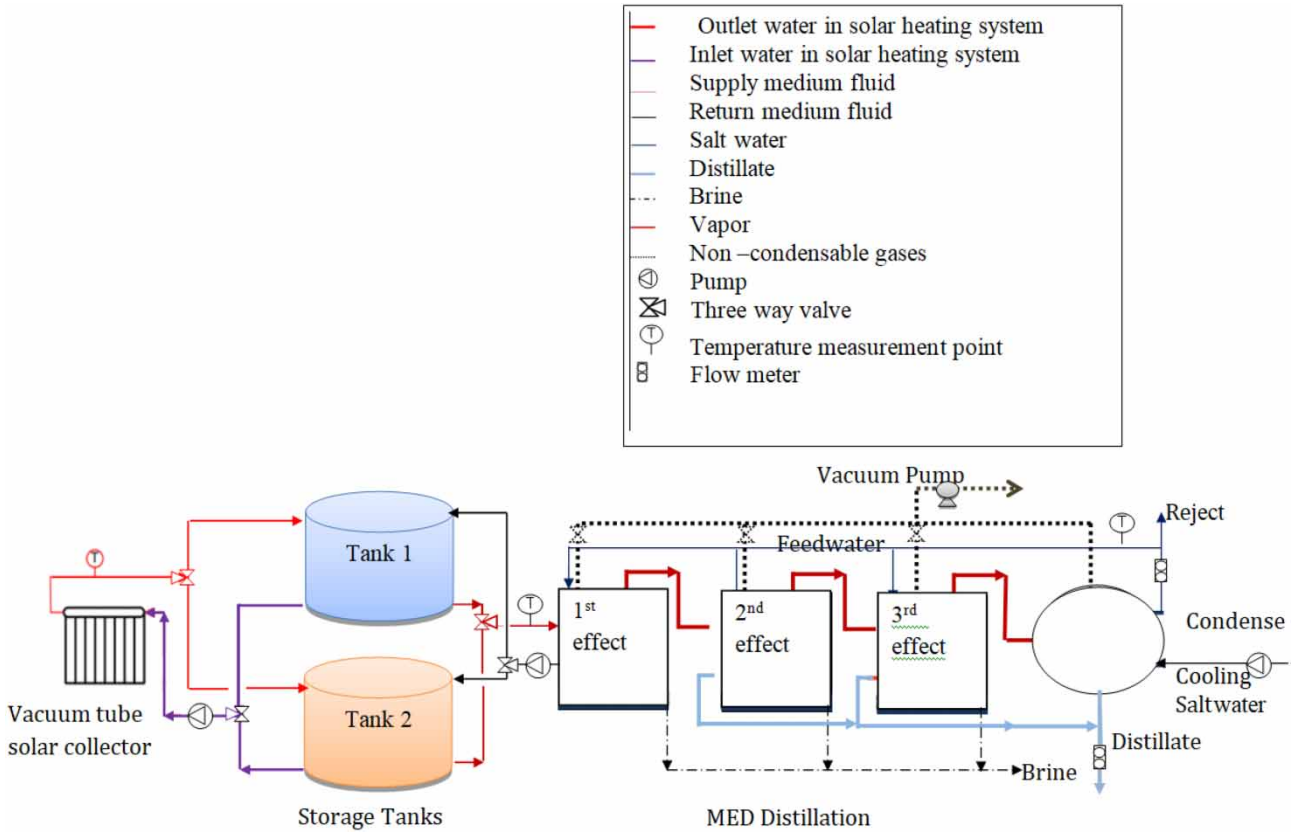 Outlet water in solar heating system
Inlet water in solar heating system
Supply medium fluid
Return medium fluid
Salt water
Distillate
Brine
Vapor
Non –condensable gases
Pump
Three way valve
T
Temperature measurement point
Flow meter
Vacuum Pump
T
Reject
Feedwater
T
Tank 1
T
1st
effect
2nd
effect
3rd
effect
Condense
Cooling
Saltwater
Tank 2
Vacuum tube
solar collector
Distillate
Brine
Storage Tanks
MED Distillation